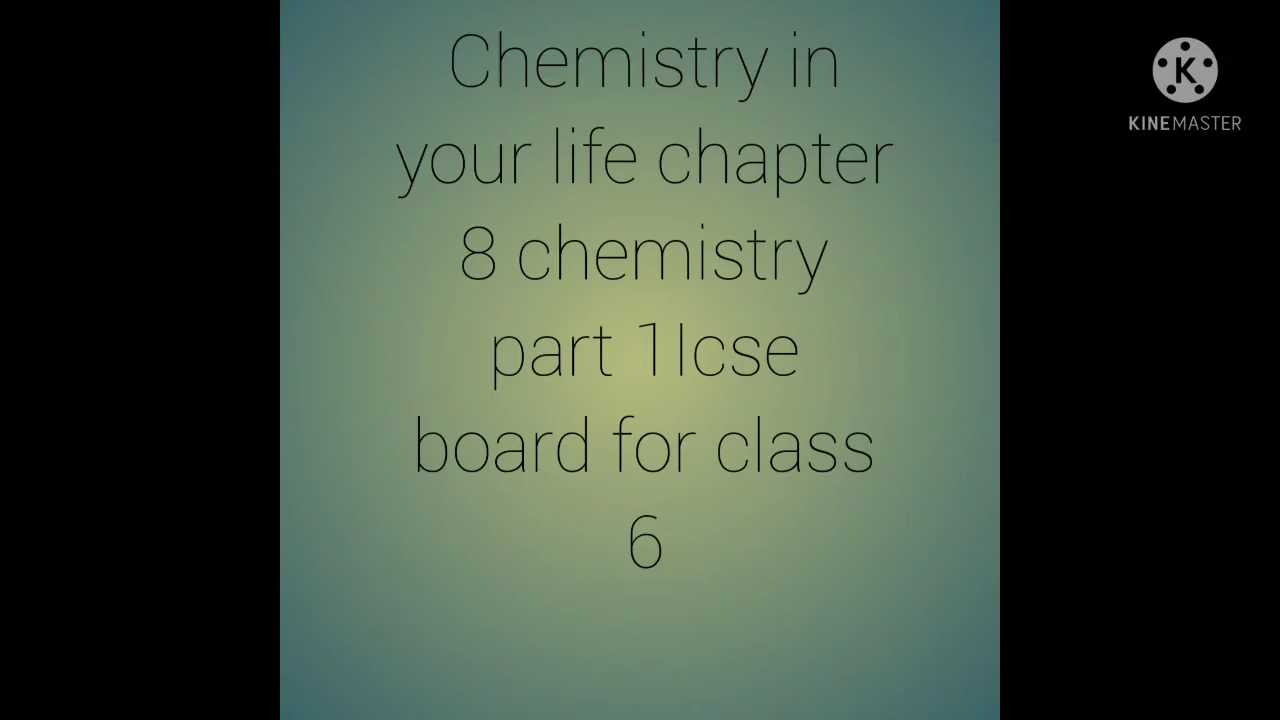 Chemistry in
your life chapter
8 chemistry
part 1Icse
board for class
6
K
KINEMASTER